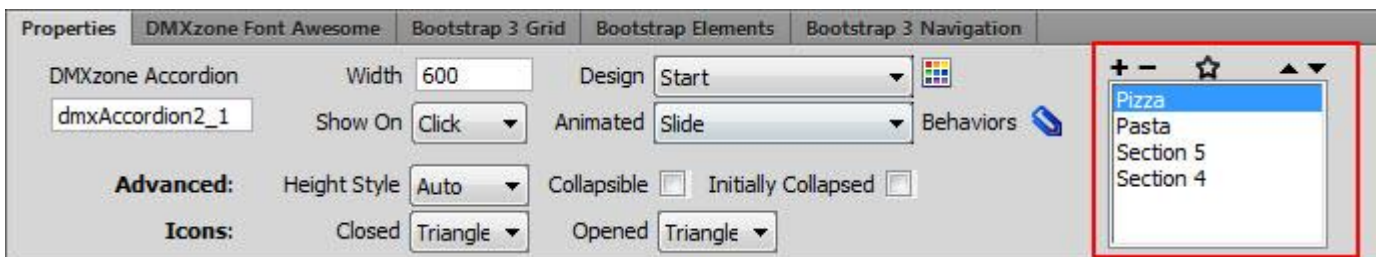 Properties DMXzone Font Awesome Bootstrap 3 Grid Bootstrap Elements Bootstrap 3 Navigation
DMXzone Accordion Width 600 Design Start
dmxAccordion2_1 Show On Click Animated Slide Behaviors
Advanced: Height Style Auto Collapsible Initially Collapsed
Icons: Closed Triangle Opened Triangle
Pizza
Pasta
Section 5
Section 4